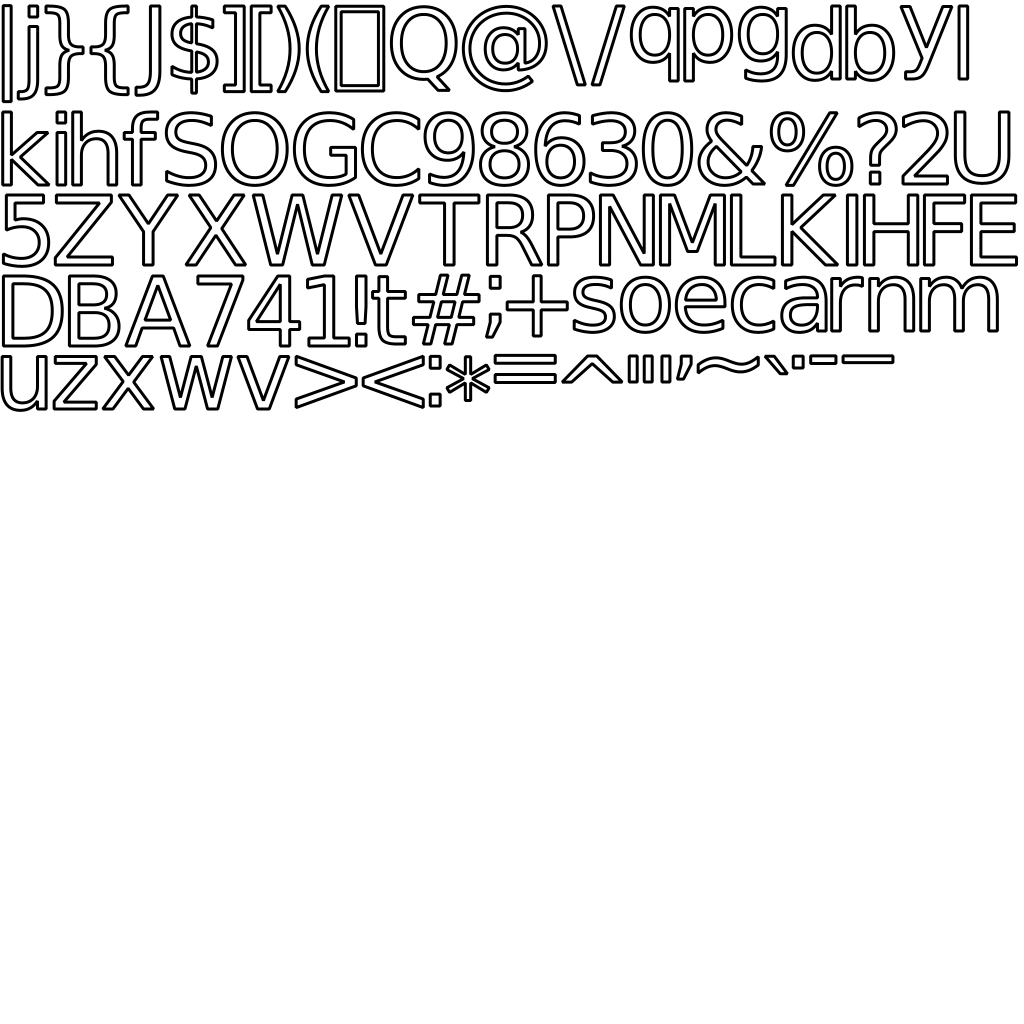 |j}{J$][)(▯Q@\/qpgdbyl
kihfSOGC98630&%?2U
5ZYXWVTRPNMLKIHFE
DBA741!t#;+soecarnm
uzxwv><:*=^"',~`.-_